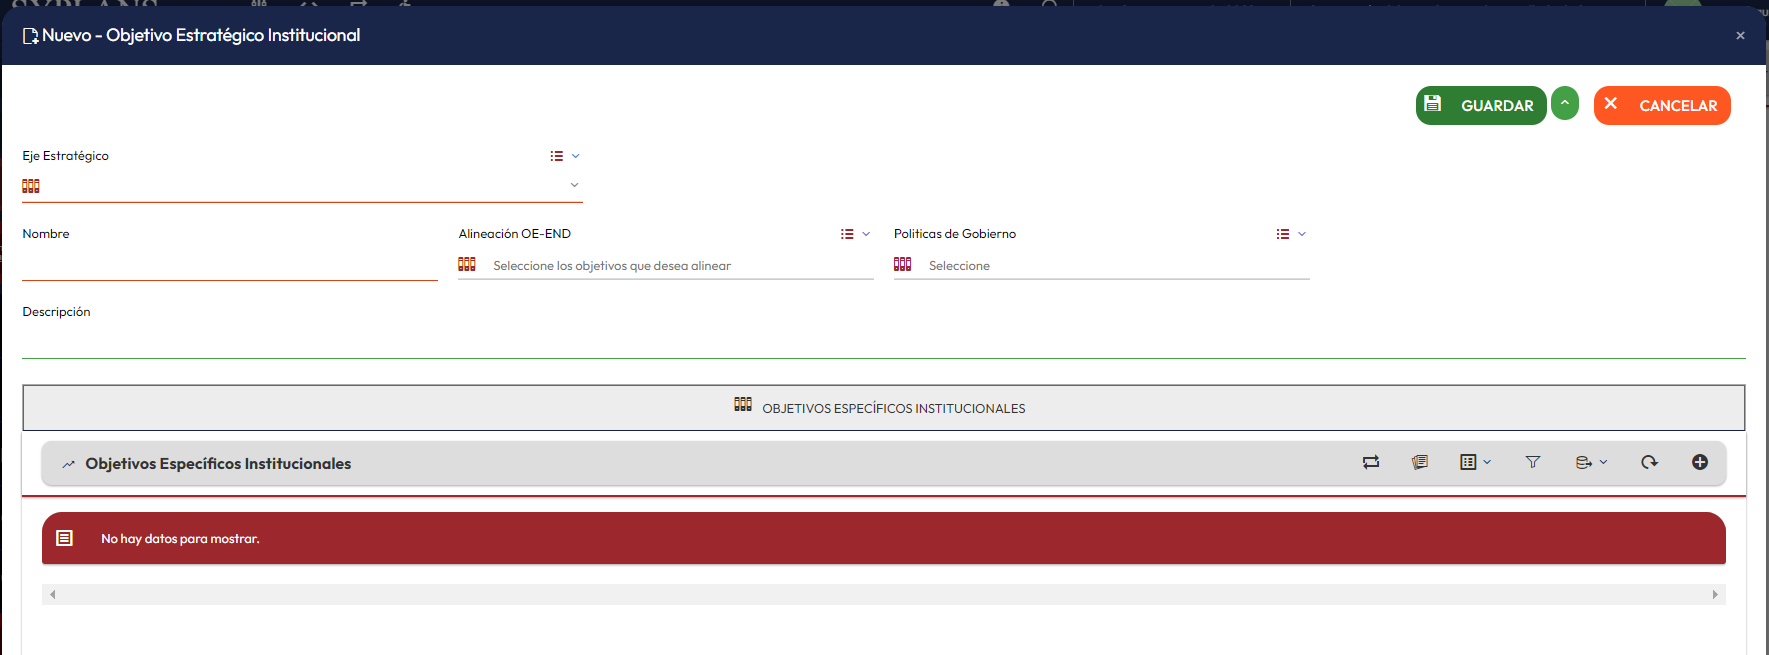 Nuevo - Objetivo Estratégico Institucional
GUARDAR
CANCELAR
Eje Estratégico
Nombre
Alineación OE-END
Politicas de Gobierno
Seleccione los objetivos que desea alinear
Seleccione
Descripción
OBJETIVOS ESPECÍFICOS INSTITUCIONALES
Objetivos Específicos Institucionales
No hay datos para mostrar.